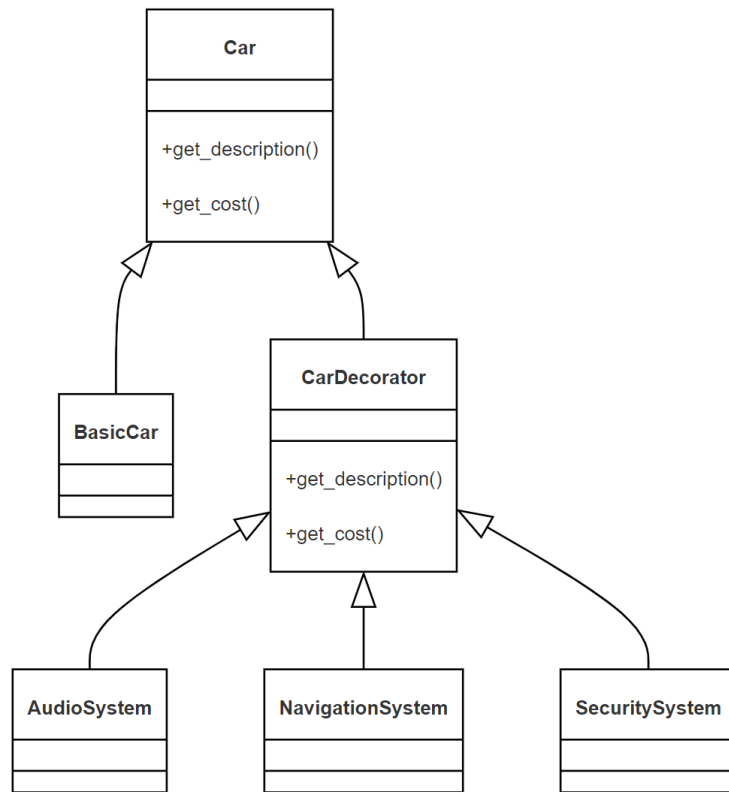 Car
+get_description()
+get_cost()
CarDecorator
BasicCar
+get_description()
+get_cost()
AudioSystem
NavigationSystem
SecuritySystem